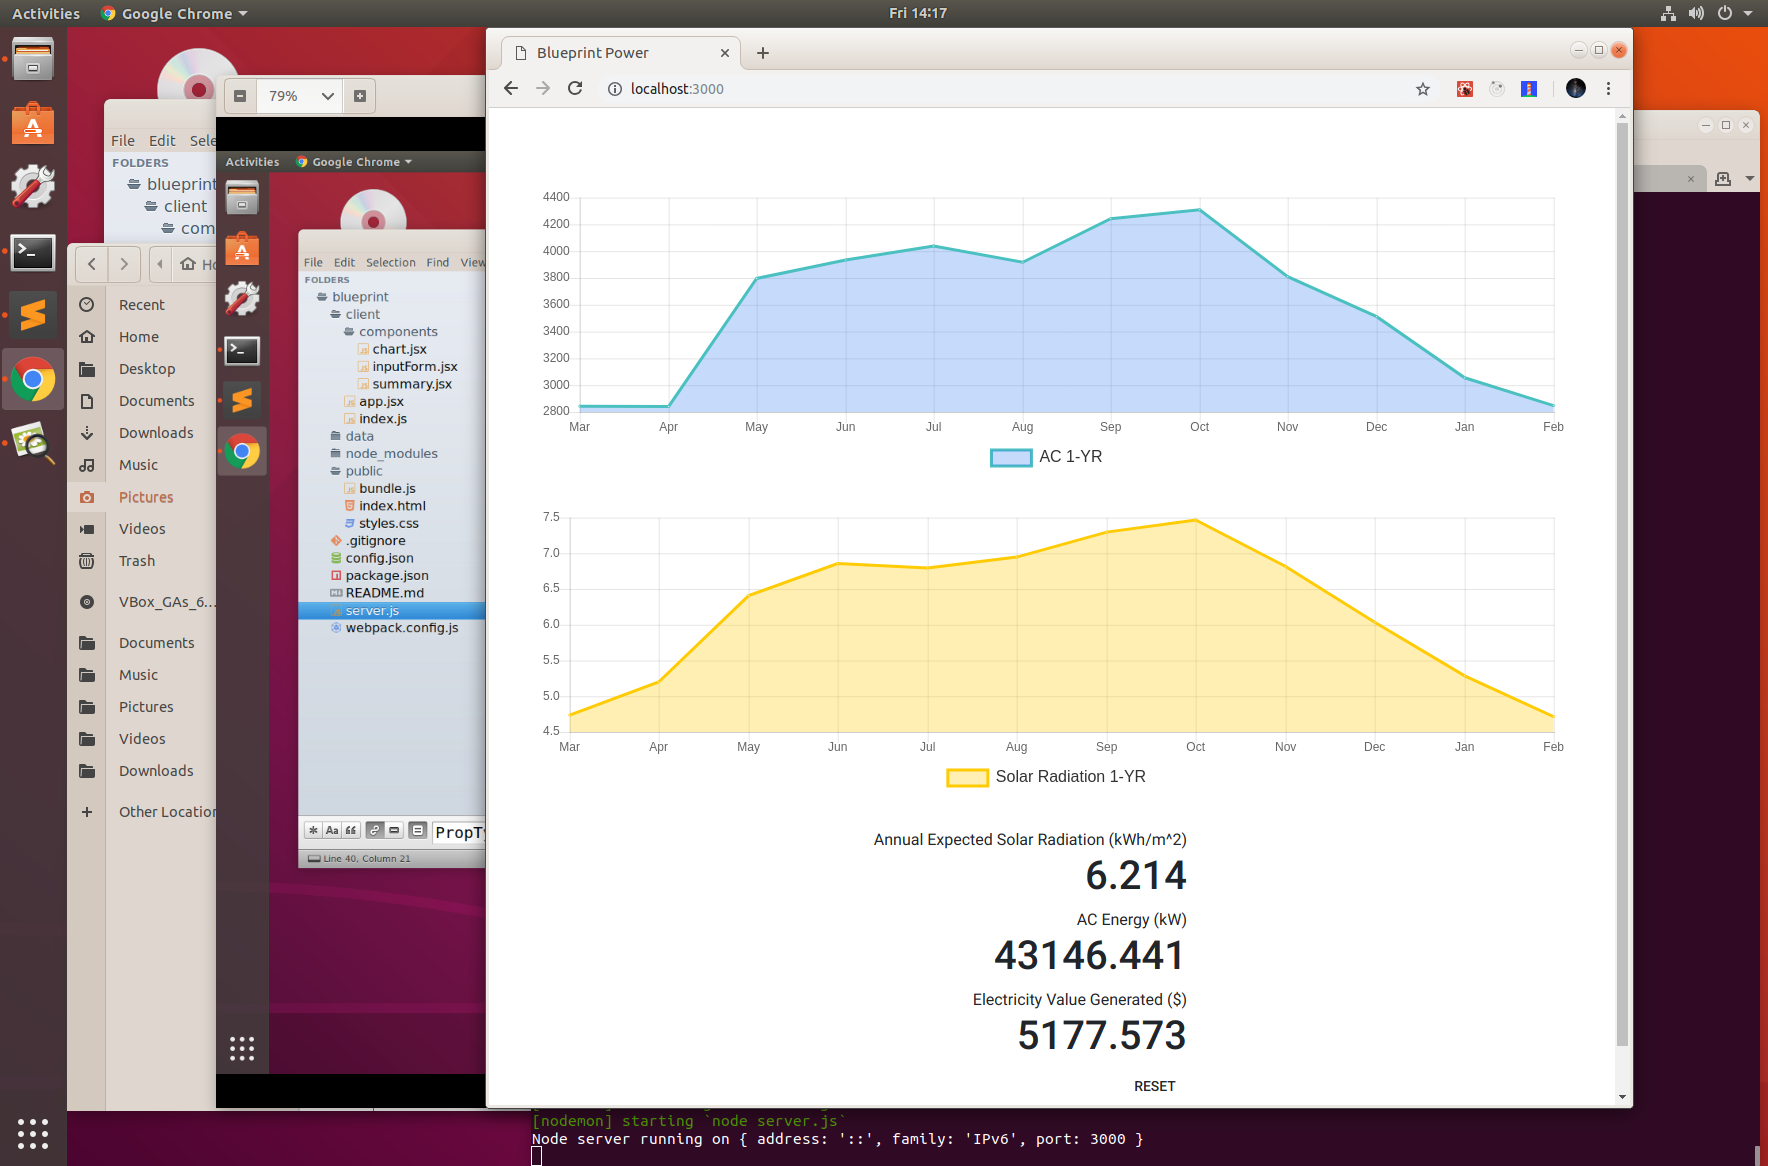 Activities
Google Chrome
Fri 14:17
File Edit Sele
FOLDERS
blueprint
client
com
Recent
Home
Desktop
Documents
Downloads
Music
Pictures
Videos
Trash
VBox_GAs_6...
Documents
Music
Pictures
Videos
Downloads
Other Location
79%
Activities Google Chrome
File Edit Selection Find View
FOLDERS
blueprint
client
components
chart.jsx
inputForm.jsx
summary.jsx
app.jsx
index.js
data
node_modules
public
bundle.js
index.html
styles.css
.gitignore
config.json
package.json
README.md
server.js
webpack.config.js
Aa
PropTy
Line 40, Column 21
Blueprint Power
localhost:3000
4400
4200
4000
3800
3600
3400
3200
3000
2800
Mar Apr May Jun Jul Aug Sep Oct Nov Dec Jan Feb
AC 1-YR
7.5
7.0
6.5
6.0
5.5
5.0
4.5
Mar Apr May Jun Jul Aug Sep Oct Nov Dec Jan Feb
Solar Radiation 1-YR
Annual Expected Solar Radiation (kWh/m^2)
6.214
AC Energy (kW)
43146.441
Electricity Value Generated ($)
5177.573
RESET
[nodemon] starting `node server.js`
Node server running on { address: '::', family: 'IPv6', port: 3000 }